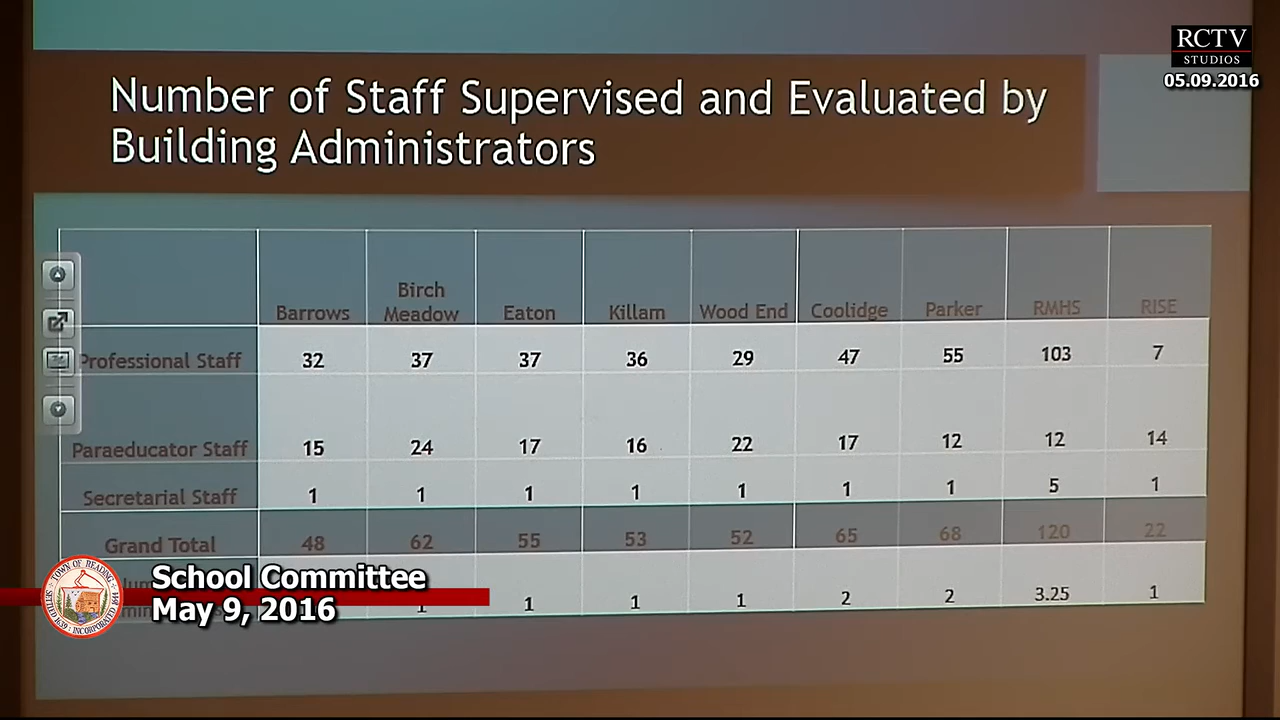 RCTV
STUDIOS
05.09.2016
Number of Staff Supervised and Evaluated by
Building Administrators
Barrows Birch Meadow Eaton Killam Wood End Coolidge Parker RMHS RISE
Professional Staff 32 37 37 36 29 47 55 103 7
Paraeducator Staff 15 24 17 16 22 17 12 12 14
Secretarial Staff 1 1 1 1 1 1 1 5 1
Grand Total 48 62 55 53 52 65 68 120 22
1 1 1 1 2 2 3.25 1
School Committee
May 9, 2016
TOWN OF READING